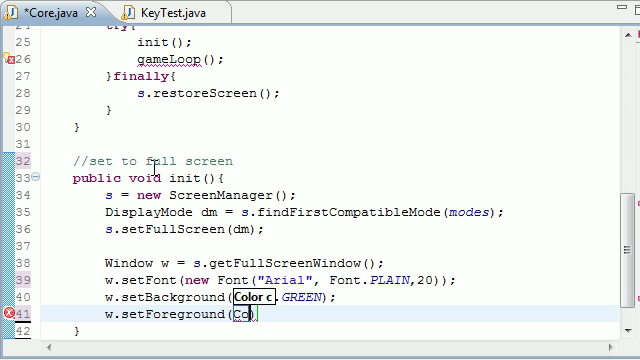 *Core.java KeyTest.java
24 try{
25 init();
26 gameLoop();
27 }finally{
28 s.restoreScreen();
29 }
30 }
31
32 //set to full screen
33 public void init(){
34 s = new ScreenManager();
35 DisplayMode dm = s.findFirstCompatibleMode(modes);
36 s.setFullScreen(dm);
37
38 Window w = s.getFullScreenWindow();
39 w.setFont(new Font("Arial", Font.PLAIN,20));
40 w.setBackground( Color c .GREEN);
41 w.setForeground(Co)
42 }